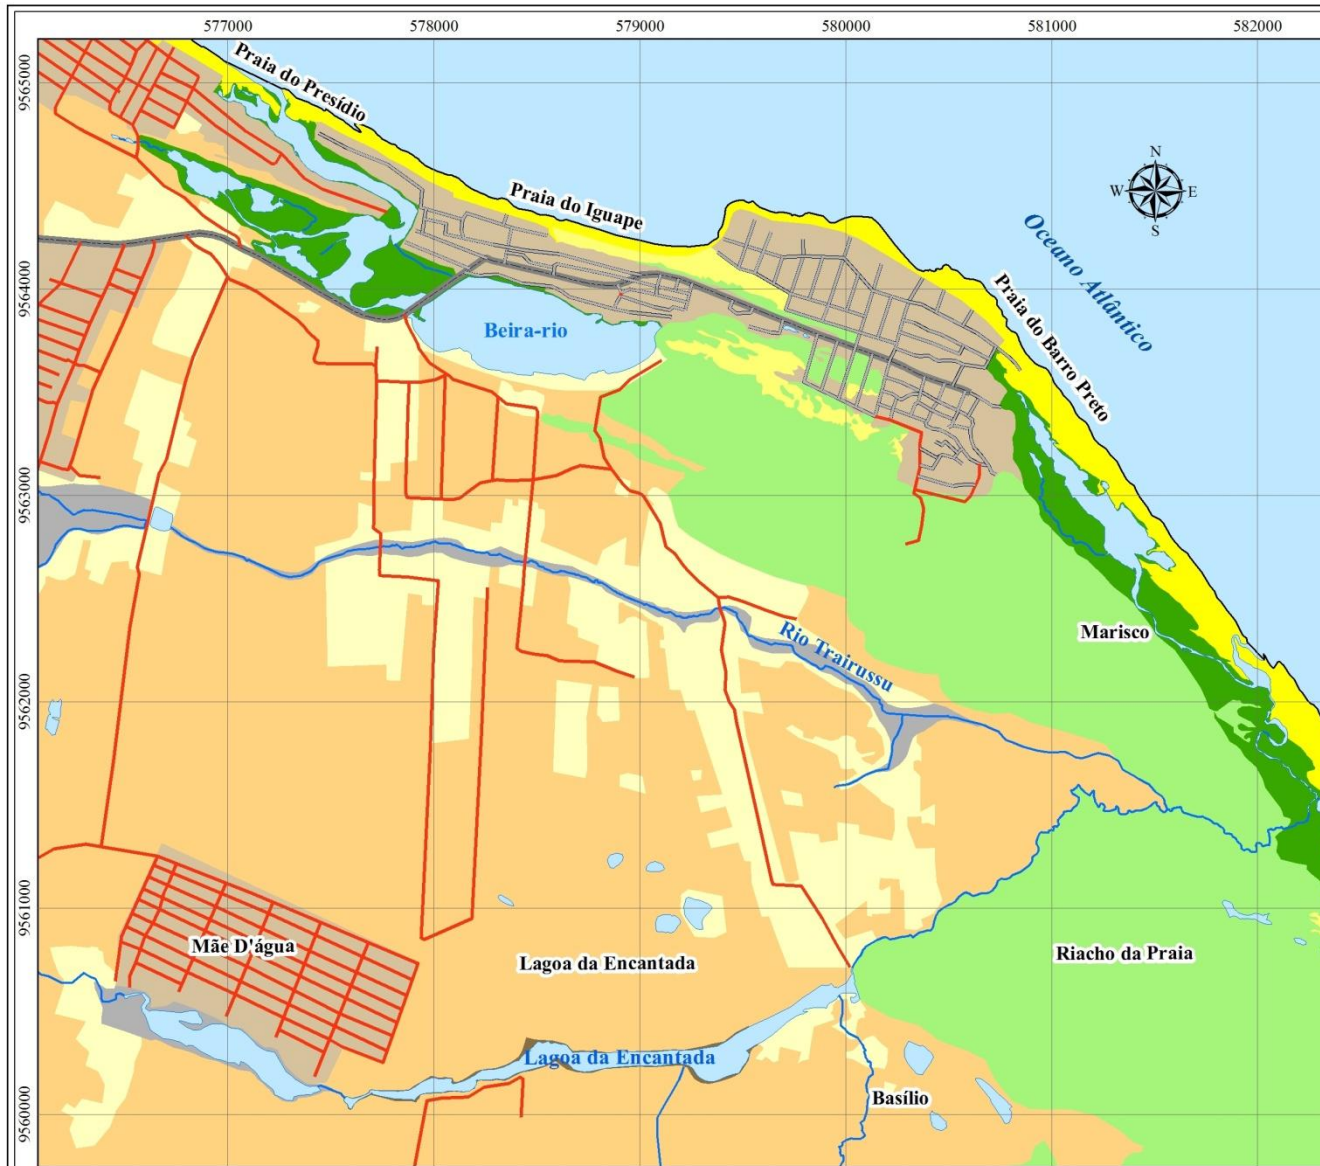 577000
578000
579000
580000
581000
582000
9565000
9564000
9563000
9562000
9561000
9560000
Praia do Presídio
Praia do Iguape
N
W
E
S
Oceano Atlântico
Praia do Barro Preto
Beira-rio
Rio Trairussu
Marisco
Mãe D'água
Lagoa da Encantada
Riacho da Praia
Lagoa da Encantada
Basílio